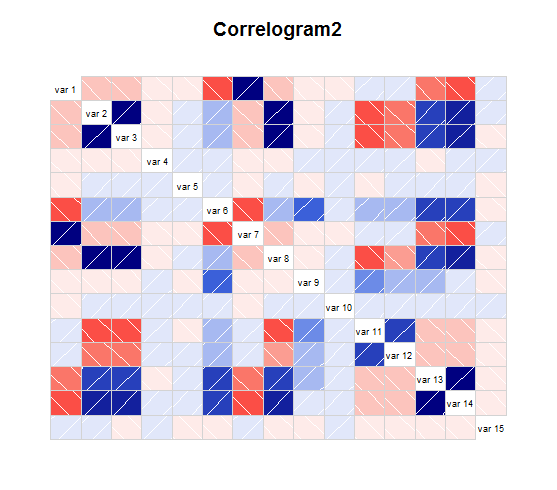 Correlogram2
var 1
var 2
var 3
var 4
var 5
var 6
var 7
var 8
var 9
var 10
var 11
var 12
var 13
var 14
var 15